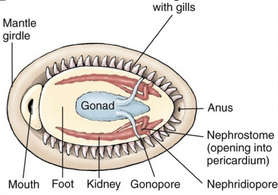 with gills
Mantle
girdle
Gonad
Anus
Nephrostome
(opening into
pericardium)
Mouth Foot Kidney Gonopore Nephridiopore